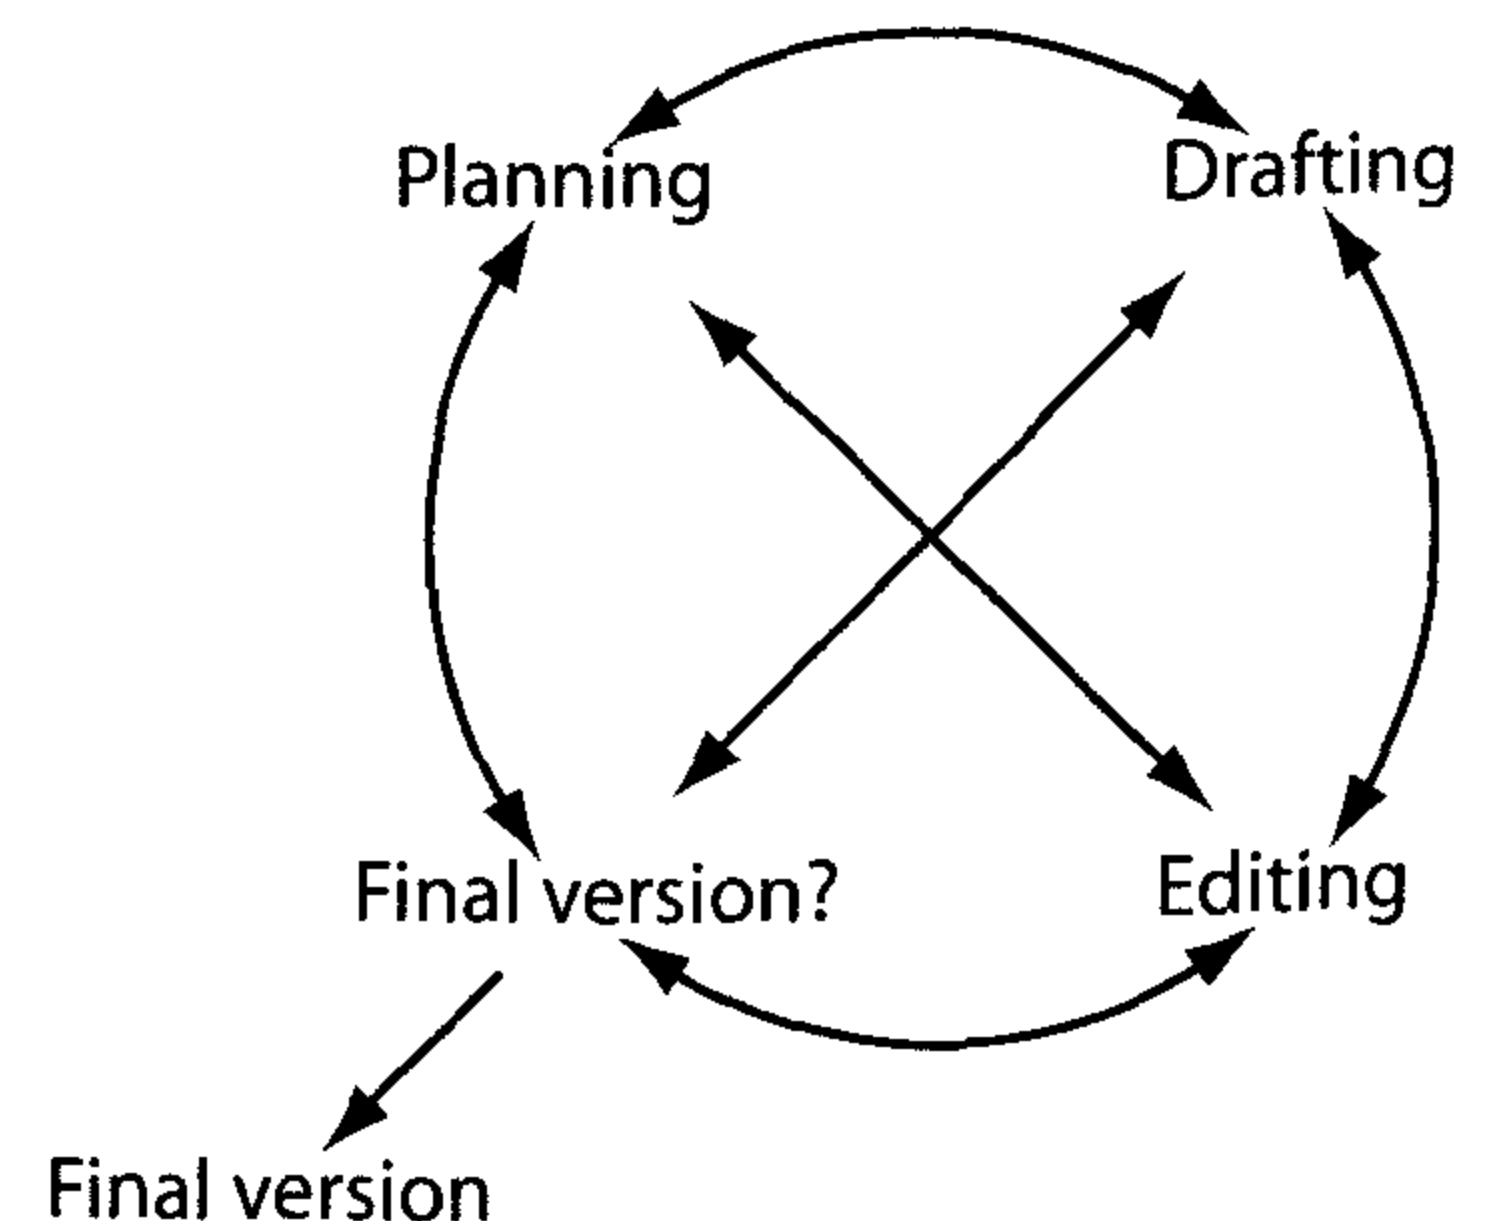 Planning
Drafting
Final version?
Editing
Final version